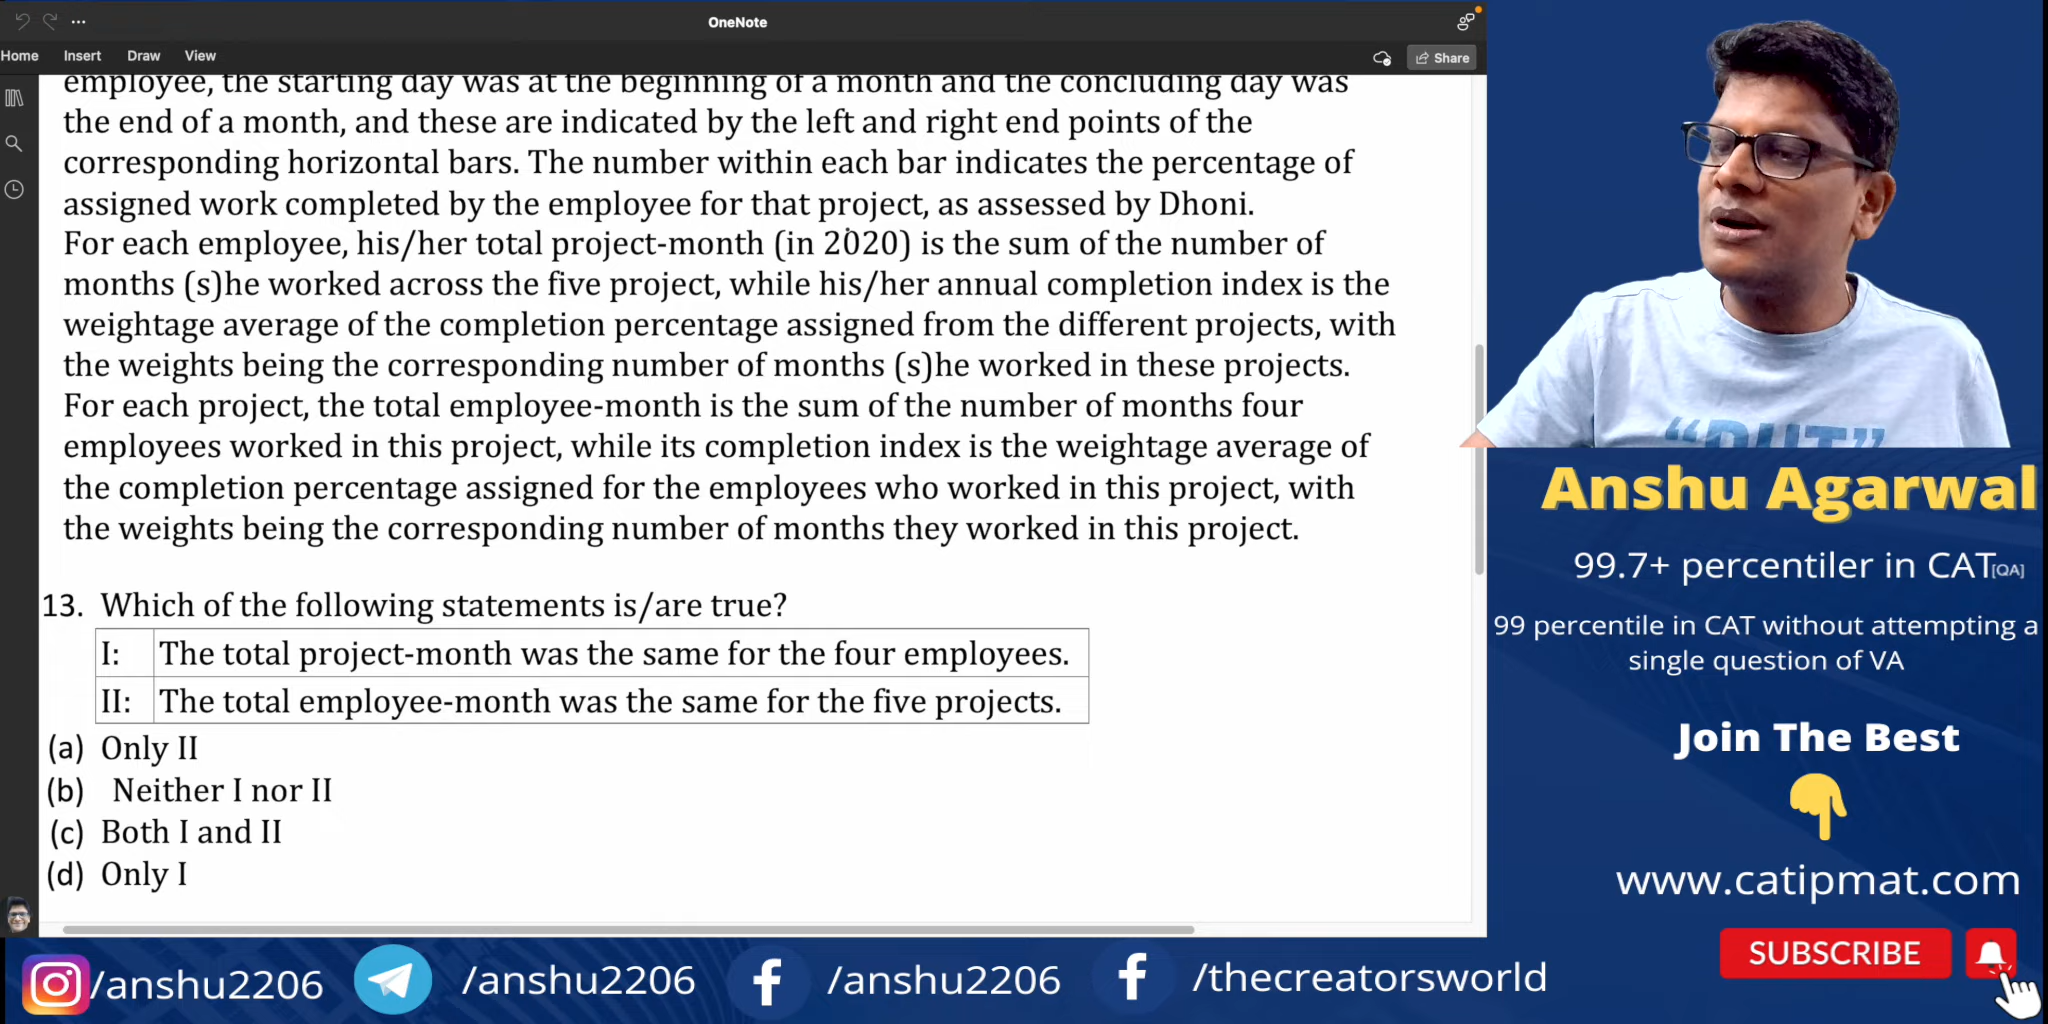 OneNote
Home Insert Draw View
Share
employee, the starting day was at the beginning of a month and the concluding day was
the end of a month, and these are indicated by the left and right end points of the
corresponding horizontal bars. The number within each bar indicates the percentage of
assigned work completed by the employee for that project, as assessed by Dhoni.
For each employee, his/her total project-month (in 2020) is the sum of the number of
months (s)he worked across the five project, while his/her annual completion index is the
weightage average of the completion percentage assigned from the different projects, with
the weights being the corresponding number of months (s)he worked in these projects.
For each project, the total employee-month is the sum of the number of months four
employees worked in this project, while its completion index is the weightage average of
the completion percentage assigned for the employees who worked in this project, with
the weights being the corresponding number of months they worked in this project.
13. Which of the following statements is/are true?
I: The total project-month was the same for the four employees.
II: The total employee-month was the same for the five projects.
(a) Only II
(b) Neither I nor II
(c) Both I and II
(d) Only I
Anshu Agarwal
99.7+ percentiler in CAT[QA]
99 percentile in CAT without attempting a
single question of VA
Join The Best
www.catipmat.com
SUBSCRIBE
/anshu2206 /anshu2206 /anshu2206 /thecreatorsworld